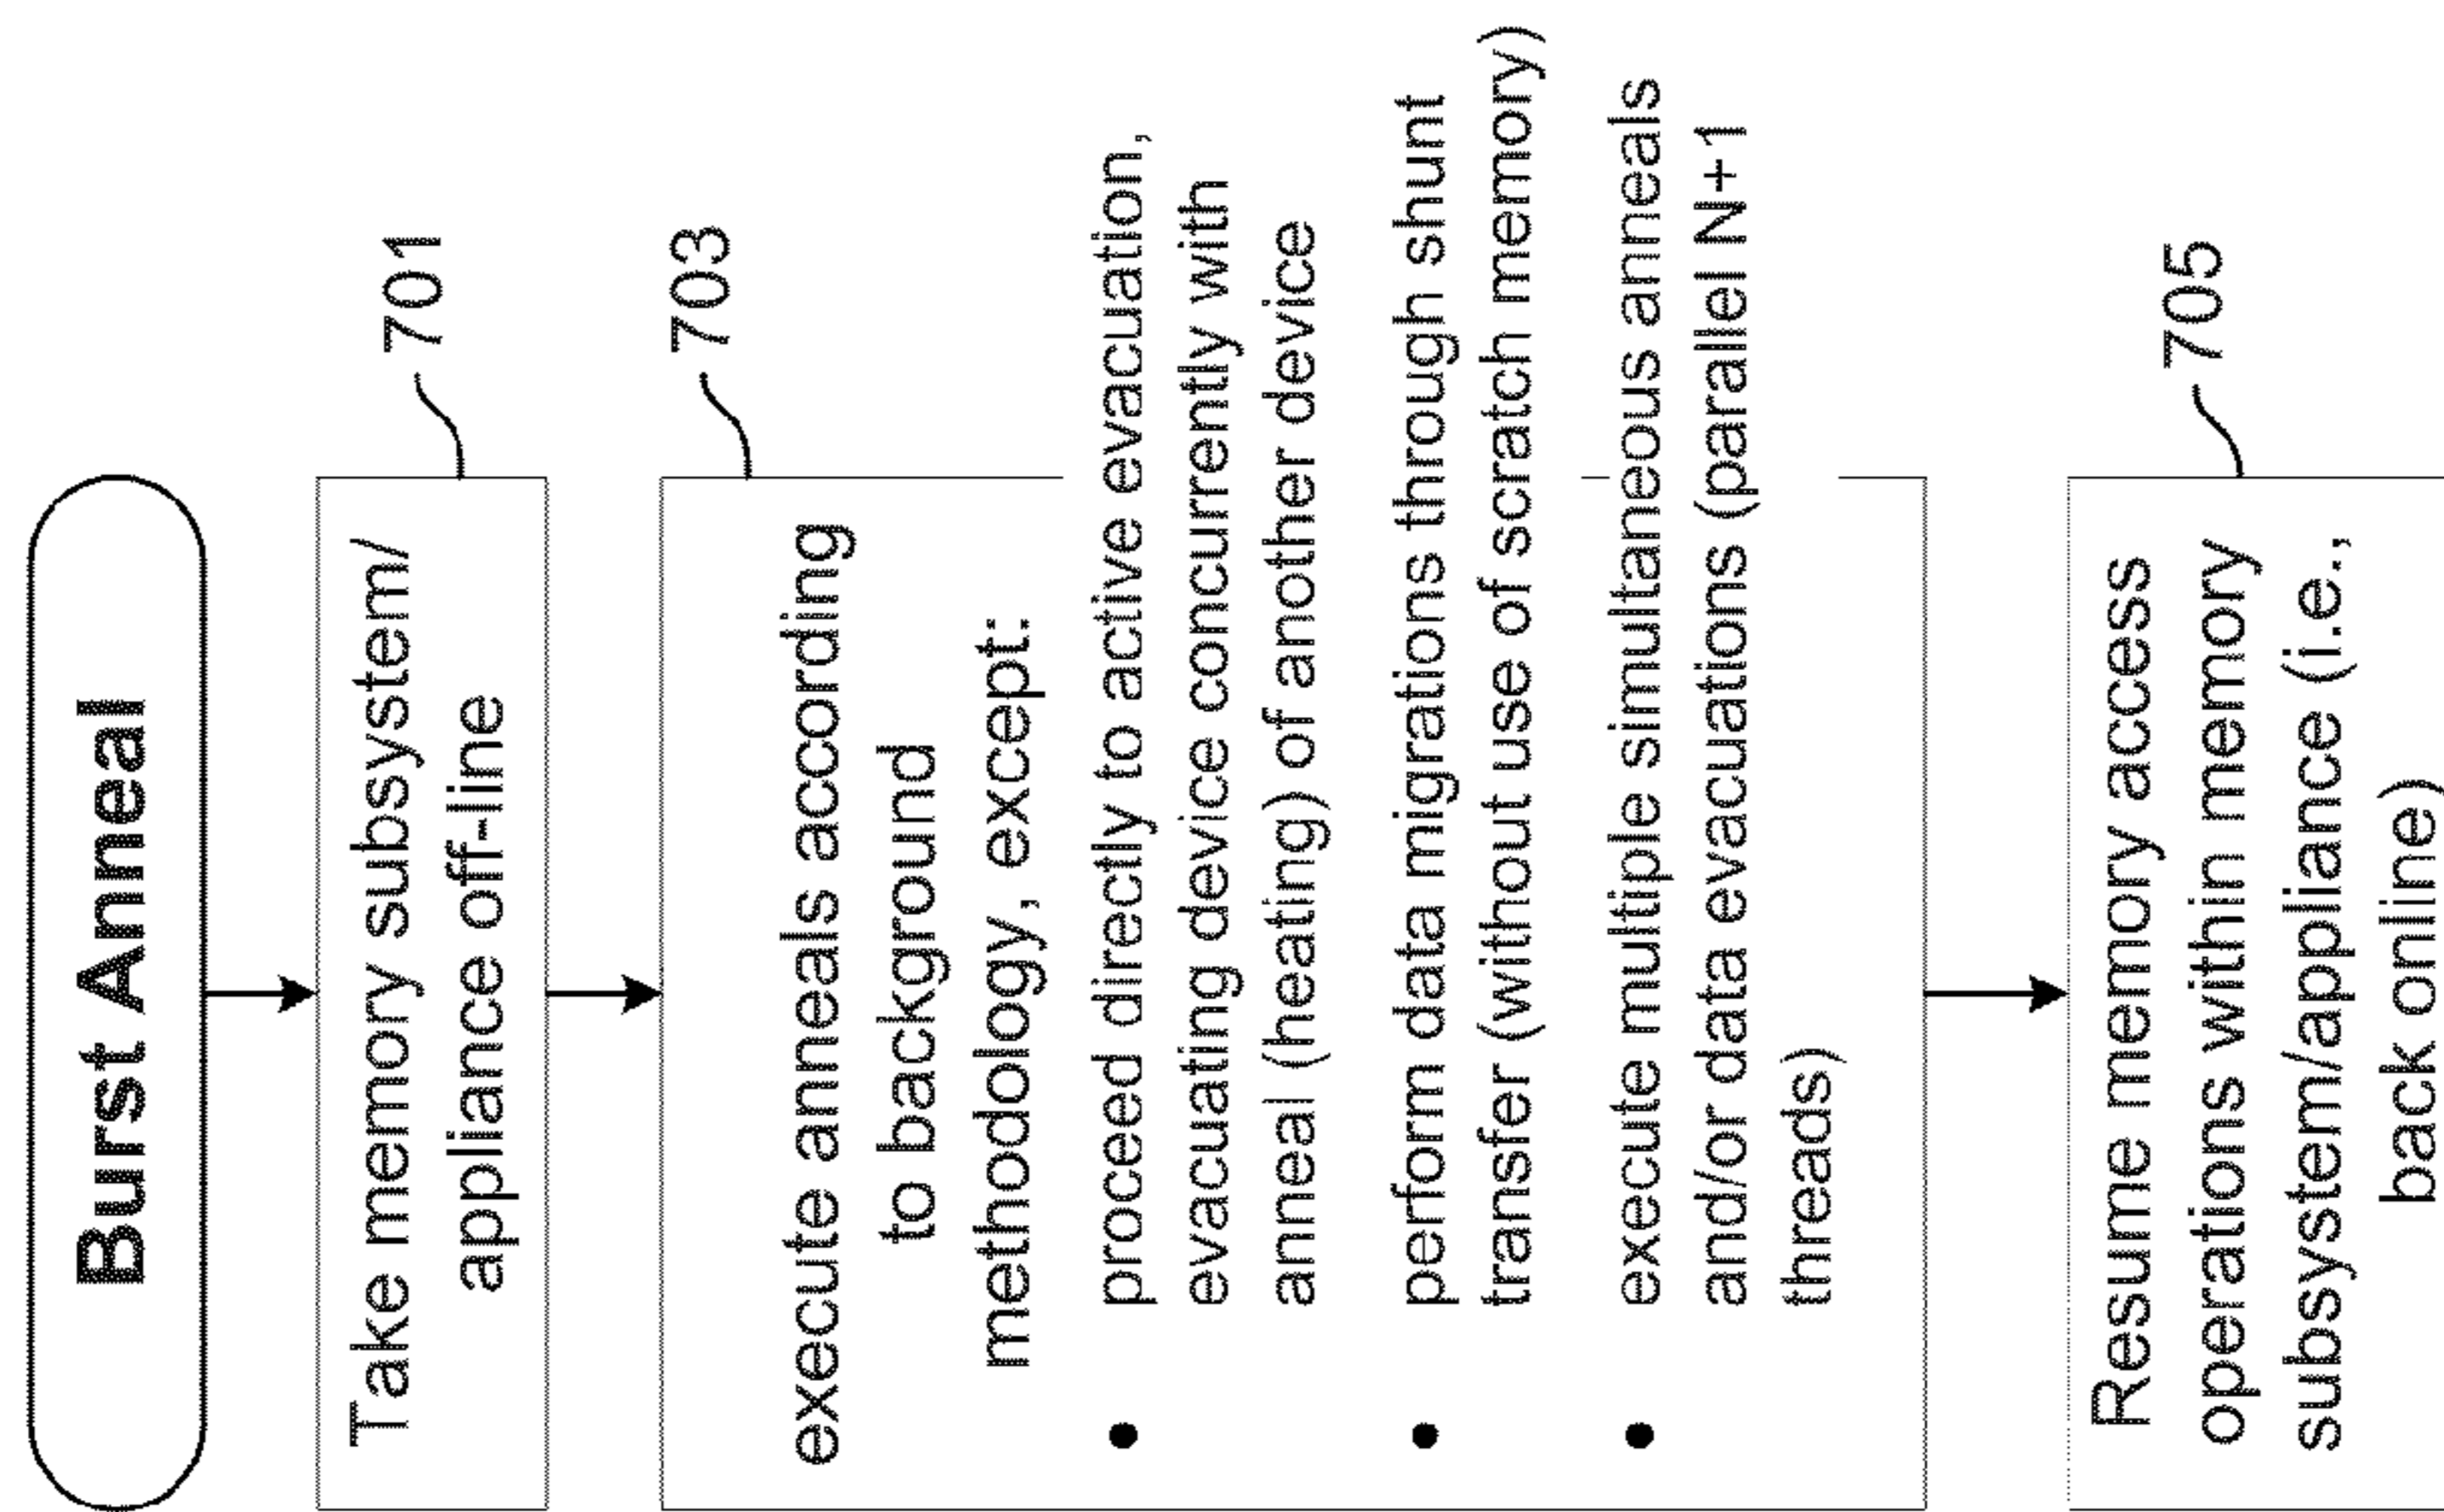 Burst Anneal
701
Take memory subsystem/
appliance off-line
703
execute anneals according
to background
methodology, except:
• proceed directly to active evacuation,
evacuating device concurrently with
anneal (heating) of another device
• perform data migrations through shunt
transfer (without use of scratch memory)
• execute multiple simultaneous anneals
and/or data evacuations (parallel N+1
threads)
705
Resume memory access
operations within memory
subsystem/appliance (i.e.,
back online)